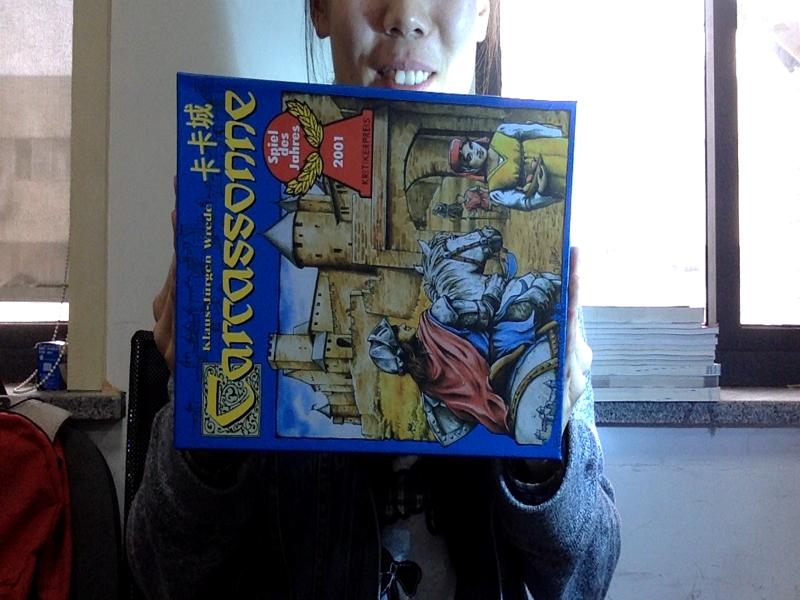 卡卡城
Klaus-Jürgen Wrede
Carcassonne
Spiel
des
Jahres
2001
KRITIKERPREIS